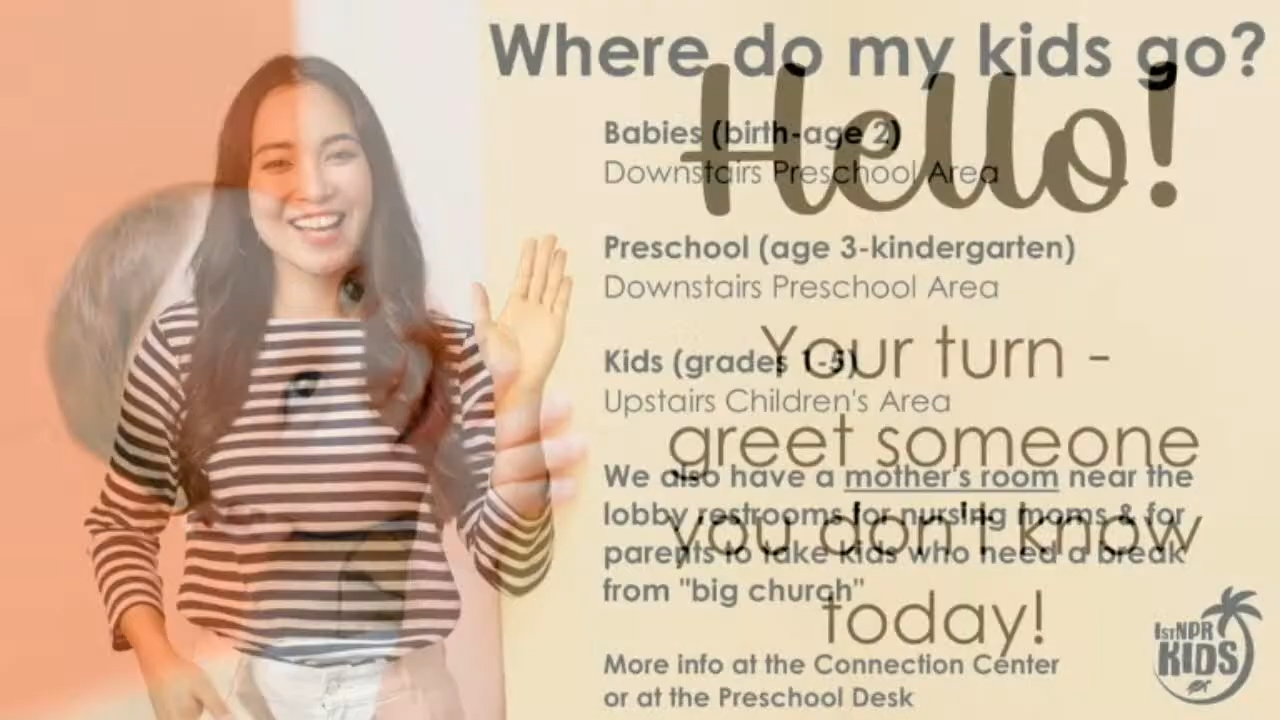 Where do my kids go?
Hello!
Babies (birth-age 2)
Downstairs Preschool Area
Preschool (age 3-kindergarten)
Downstairs Preschool Area
Your turn -
Kids (grades 1-5)
Upstairs Children's Area
greet someone
We also have a mother's room near the
lobby restrooms for nursing moms & for
you don't know
parents to take kids who need a break
from "big church"
today!
More info at the Connection Center
or at the Preschool Desk
1STNPR
KIDS